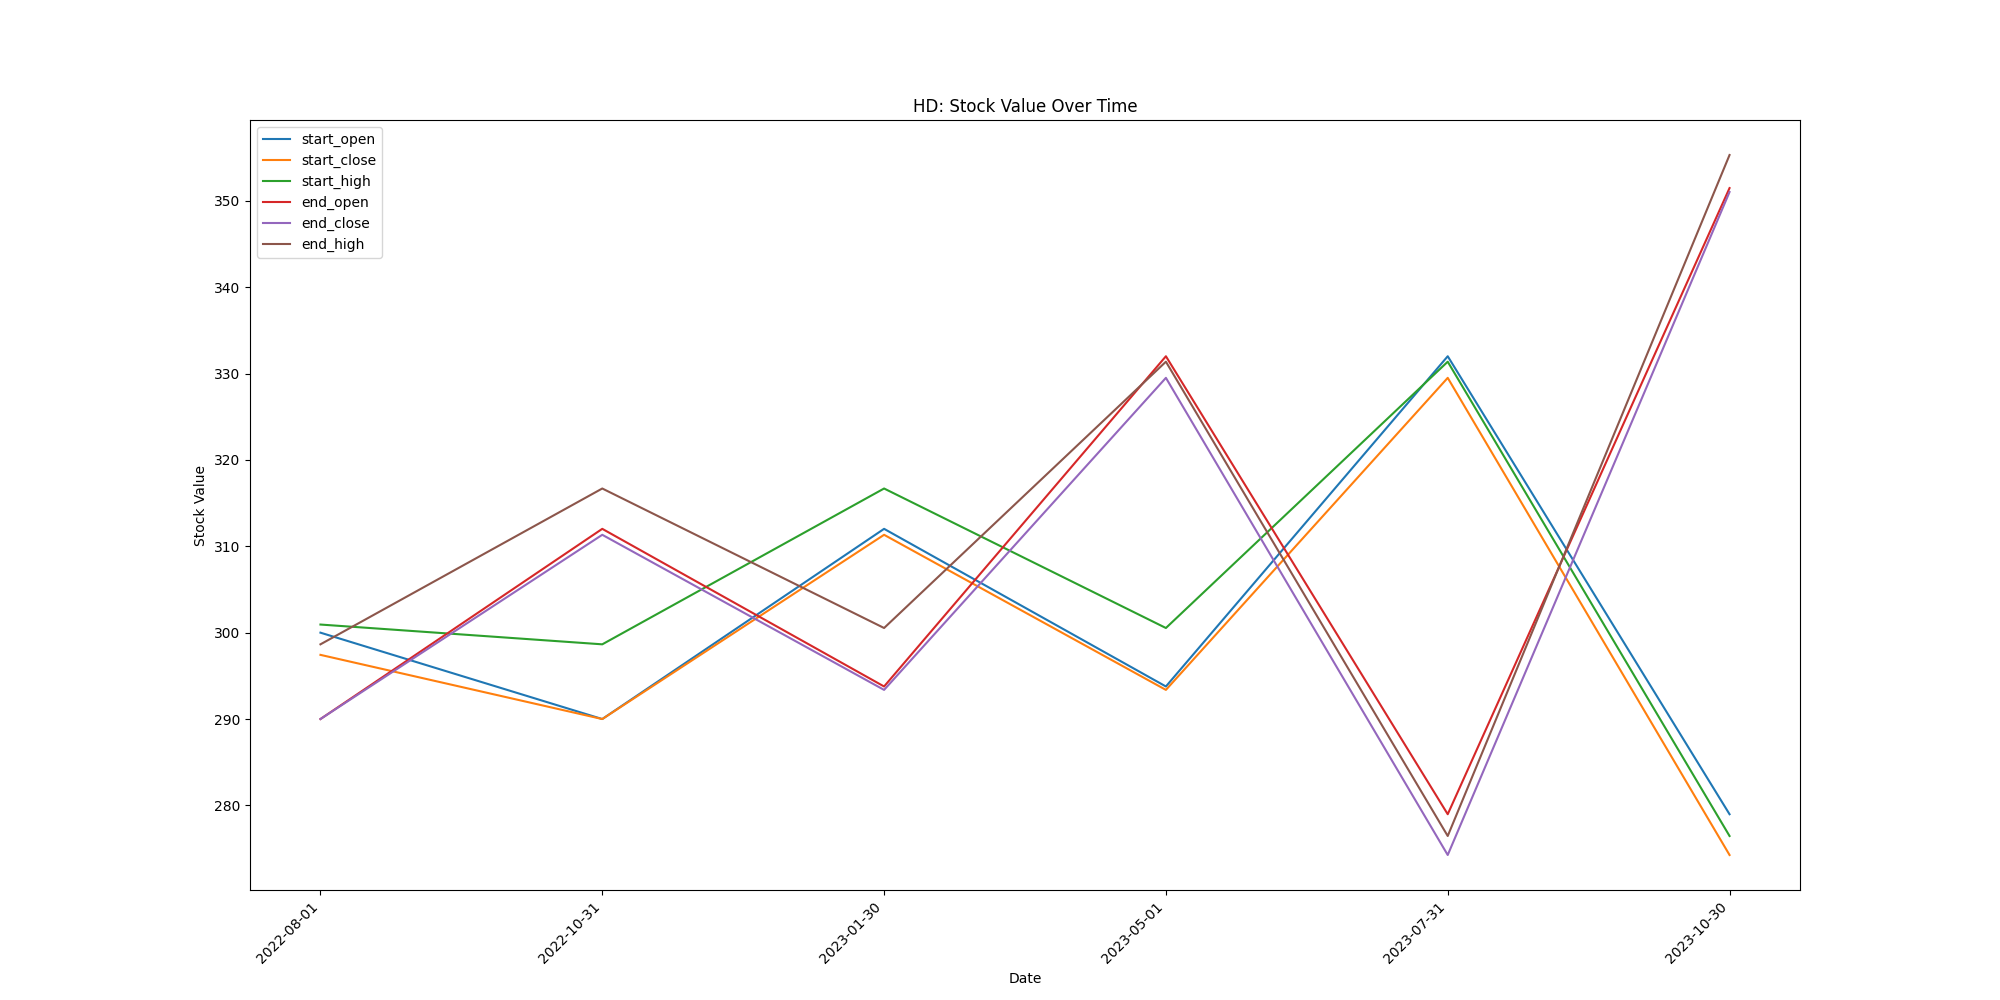 HD: Stock Value Over Time
start_open
start_close
start_high
end_open
end_close
end_high
350
340
330
320
310
300
290
280
Stock Value
2022-08-01
2022-10-31
2023-01-30
2023-05-01
2023-07-31
2023-10-30
Date